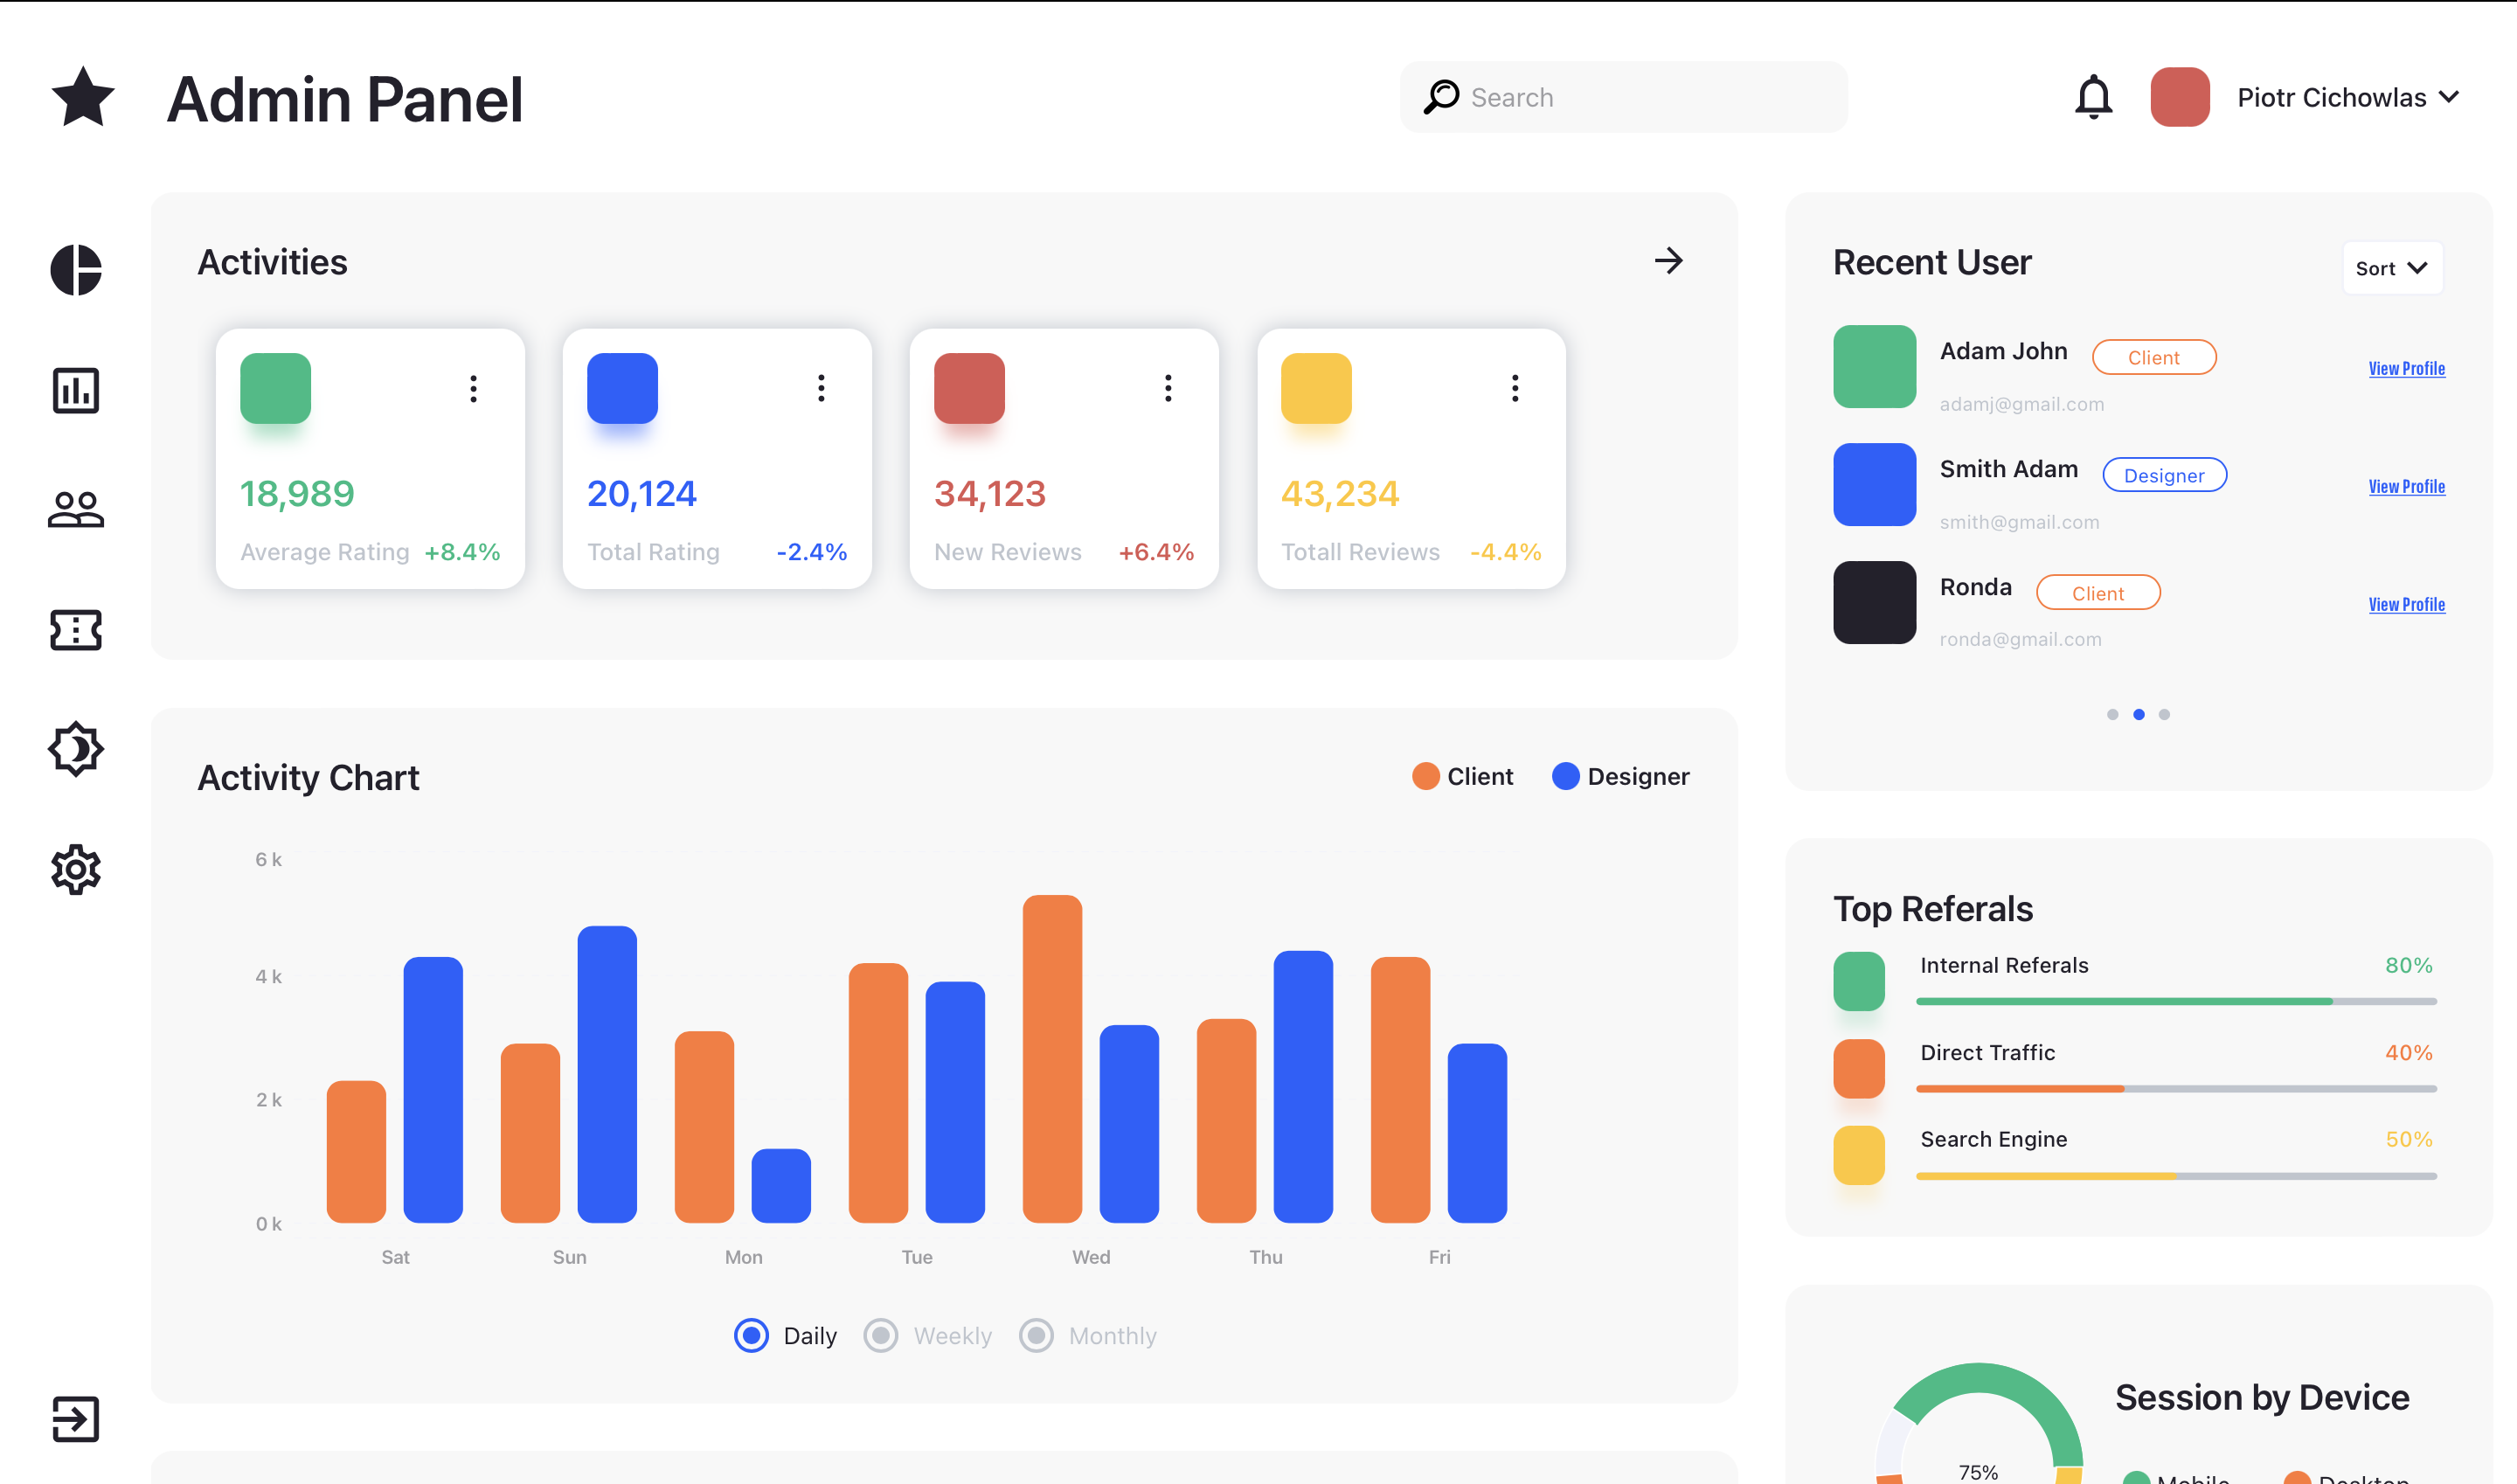 Admin Panel
Search
Piotr Cichowlas
Activities
18,989
Average Rating +8.4%
20,124
Total Rating -2.4%
34,123
New Reviews +6.4%
43,234
Totall Reviews -4.4%
Recent User
Sort
Adam John Client
View Profile
adamj@gmail.com
Smith Adam Designer
View Profile
smith@gmail.com
Ronda Client
View Profile
ronda@gmail.com
Activity Chart
Client Designer
6 k
4 k
2 k
0 k
Sat Sun Mon Tue Wed Thu Fri
Daily Weekly Monthly
Top Referals
Internal Referals 80%
Direct Traffic 40%
Search Engine 50%
Session by Device
75%
Mobile Desktop